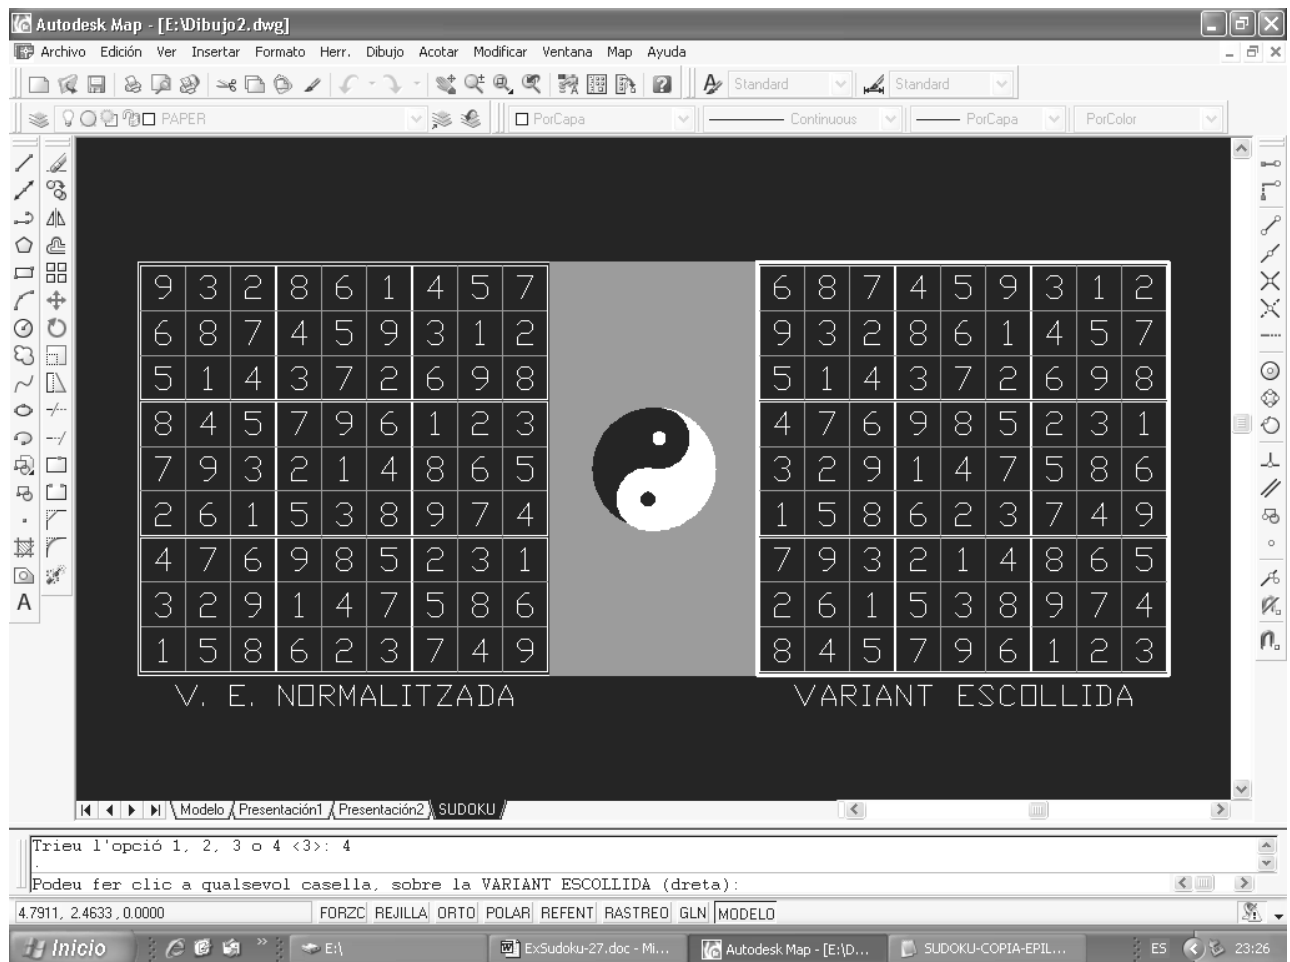 Autodesk Map - [E:\Dibujo2.dwg]
Archivo Edición Ver Insertar Formato Herr. Dibujo Acotar Modificar Ventana Map Ayuda
Standard Standard
PAPER PorCapa Continuous PorCapa PorColor
9 3 2 8 6 1 4 5 7 6 8 7 4 5 9 3 1 2
6 8 7 4 5 9 3 1 2 9 3 2 8 6 1 4 5 7
5 1 4 3 7 2 6 9 8 5 1 4 3 7 2 6 9 8
8 4 5 7 9 6 1 2 3 4 7 6 9 8 5 2 3 1
7 9 3 2 1 4 8 6 5 3 2 9 1 4 7 5 8 6
2 6 1 5 3 8 9 7 4 1 5 8 6 2 3 7 4 9
4 7 6 9 8 5 2 3 1 7 9 3 2 1 4 8 6 5
3 2 9 1 4 7 5 8 6 2 6 1 5 3 8 9 7 4
1 5 8 6 2 3 7 4 9 8 4 5 7 9 6 1 2 3
V. E. NORMALITZADA VARIANT ESCOLLIDA
Modelo Presentación1 Presentación2 SUDOKU
Trieu l'opció 1, 2, 3 o 4 <3>: 4
.
Podeu fer clic a qualsevol casella, sobre la VARIANT ESCOLLIDA (dreta):
4.7911, 2.4633, 0.0000 FORZC REJILLA ORTO POLAR REFENT RASTREO GLN MODELO
Inicio » E:\ ExSudoku-27.doc - Mi... Autodesk Map - [E:\D... SUDOKU-COPIA-EPIL... ES 23:26